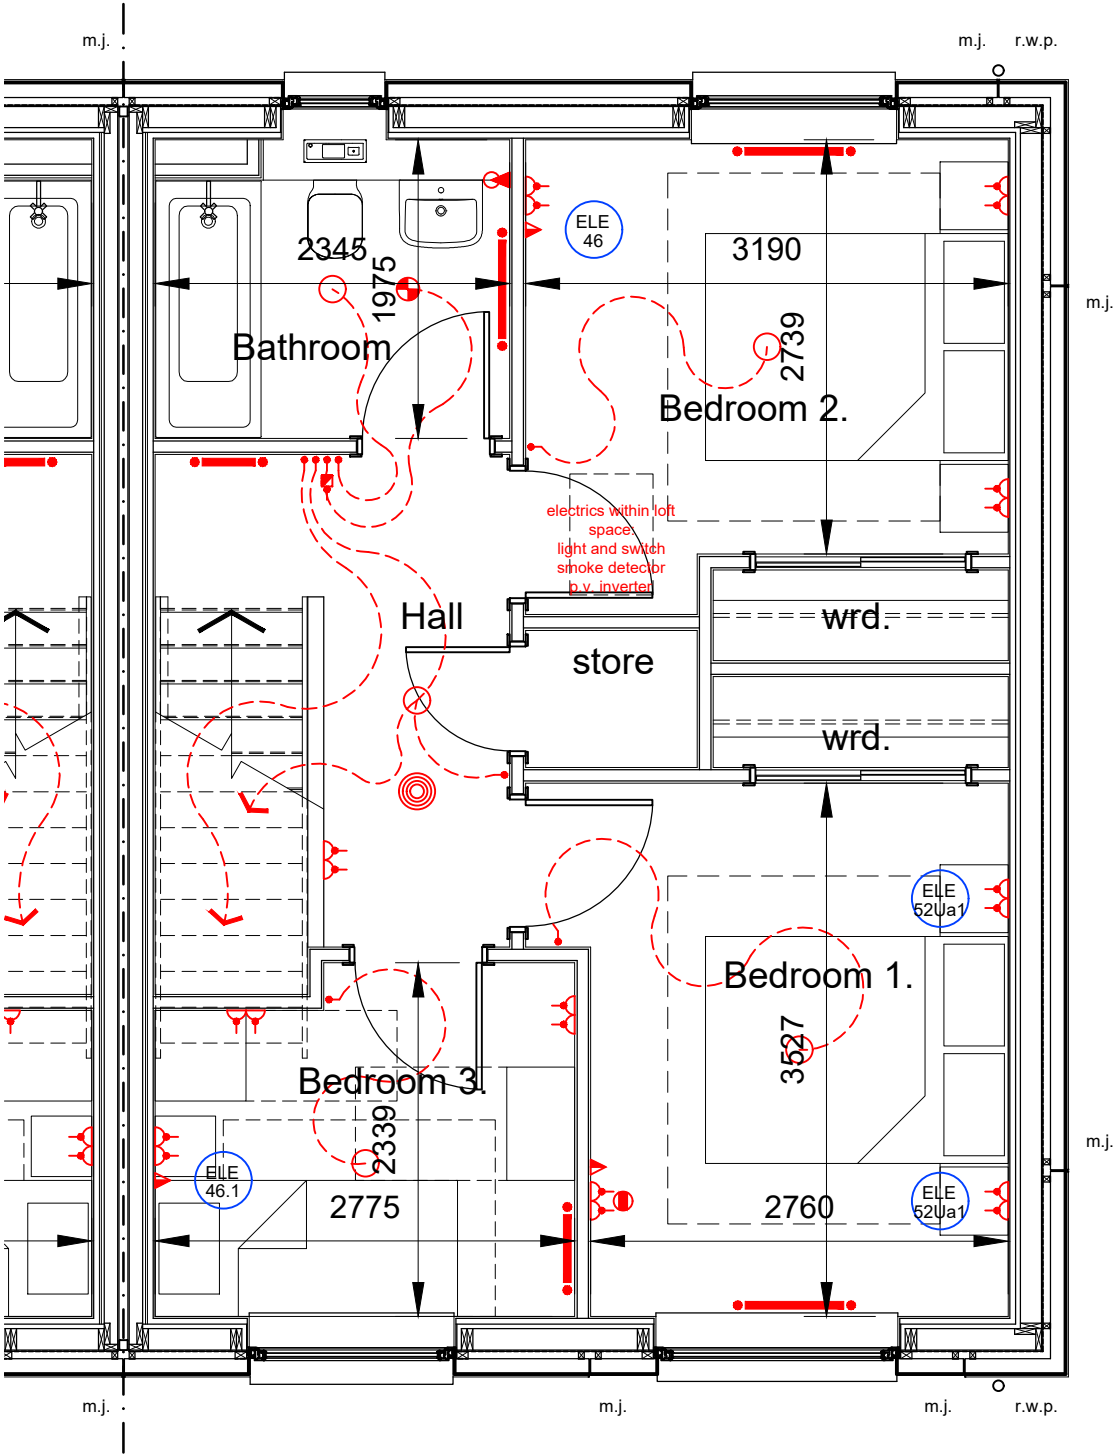 m.j.
m.j.
r.w.p.
ELE
46
2345
3190
1975
m.j.
Bathroom
2739
Bedroom 2.
electrics within loft
space:
light and switch
smoke detector
p.v. inverter
Hall
wrd.
store
wrd.
ELE
52Ua1
Bedroom 1.
3527
Bedroom 3.
2339
m.j.
ELE
46.1
2775
2760
ELE
52Ua1
m.j.
m.j.
m.j.
r.w.p.